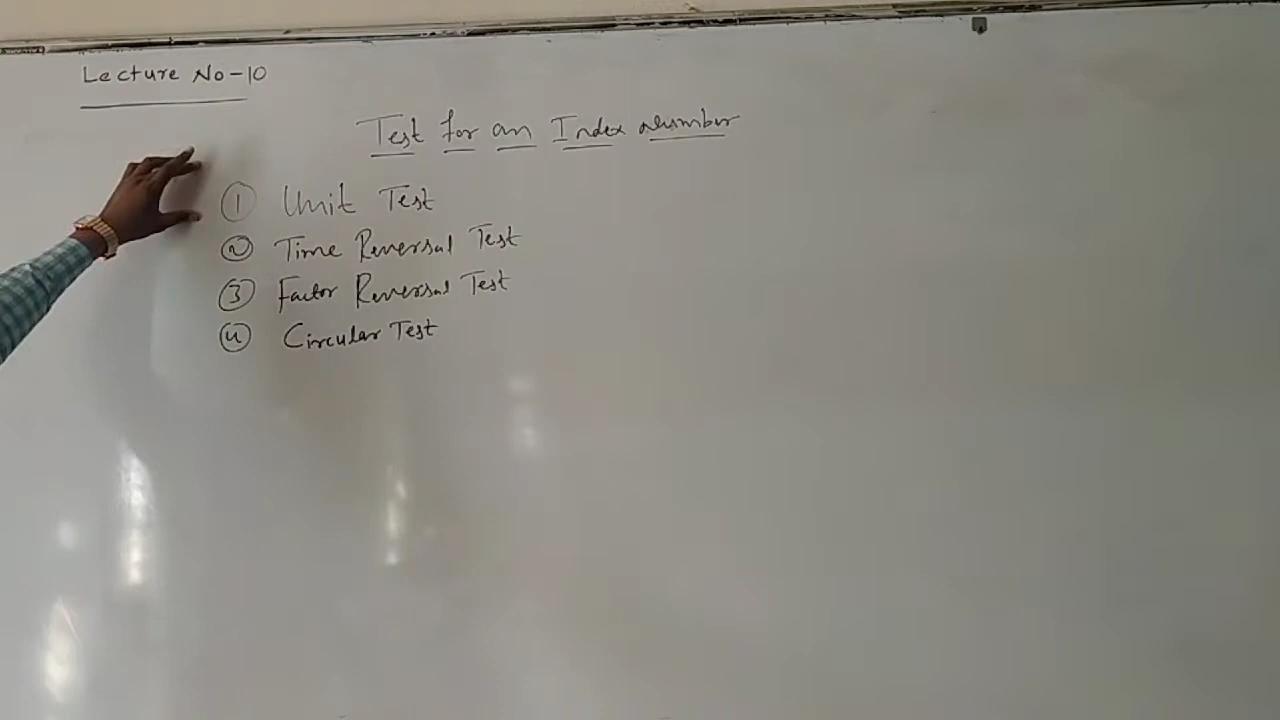 Lecture No-10
Test for an Index Number
① Unit Test
② Time Reversal Test
③ Factor Reversal Test
④ Circular Test